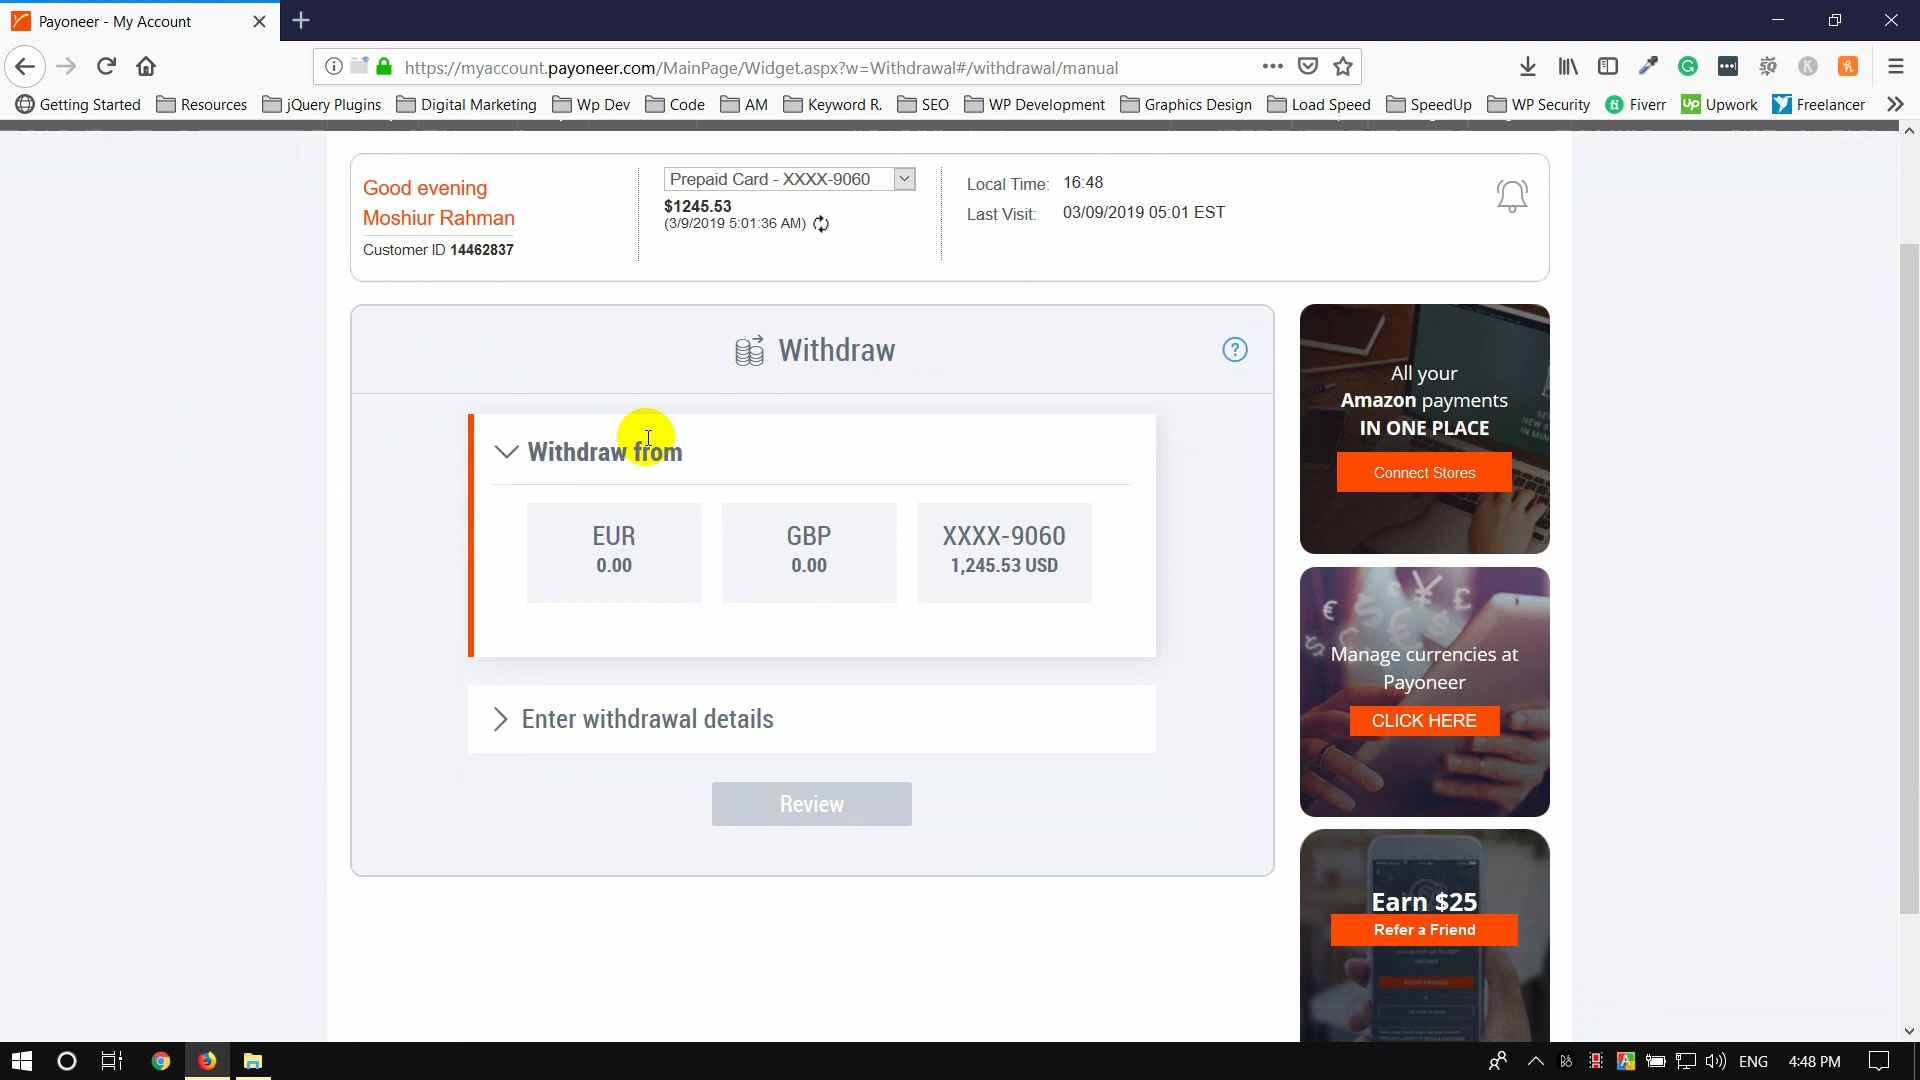 Payoneer - My Account
https://myaccount.payoneer.com/MainPage/Widget.aspx?w=Withdrawal#/withdrawal/manual
Getting Started Resources jQuery Plugins Digital Marketing Wp Dev Code AM Keyword R. SEO WP Development Graphics Design Load Speed SpeedUp WP Security Fiverr Upwork Freelancer
Good evening
Moshiur Rahman
Customer ID 14462837
Prepaid Card - XXXX-9060
$1245.53
(3/9/2019 5:01:36 AM)
Local Time: 16:48
Last Visit: 03/09/2019 05:01 EST
Withdraw
?
Withdraw from
EUR
0.00
GBP
0.00
XXXX-9060
1,245.53 USD
Enter withdrawal details
Review
All your
Amazon payments
IN ONE PLACE
Connect Stores
Manage currencies at
Payoneer
CLICK HERE
Earn $25
Refer a Friend
ENG
4:48 PM